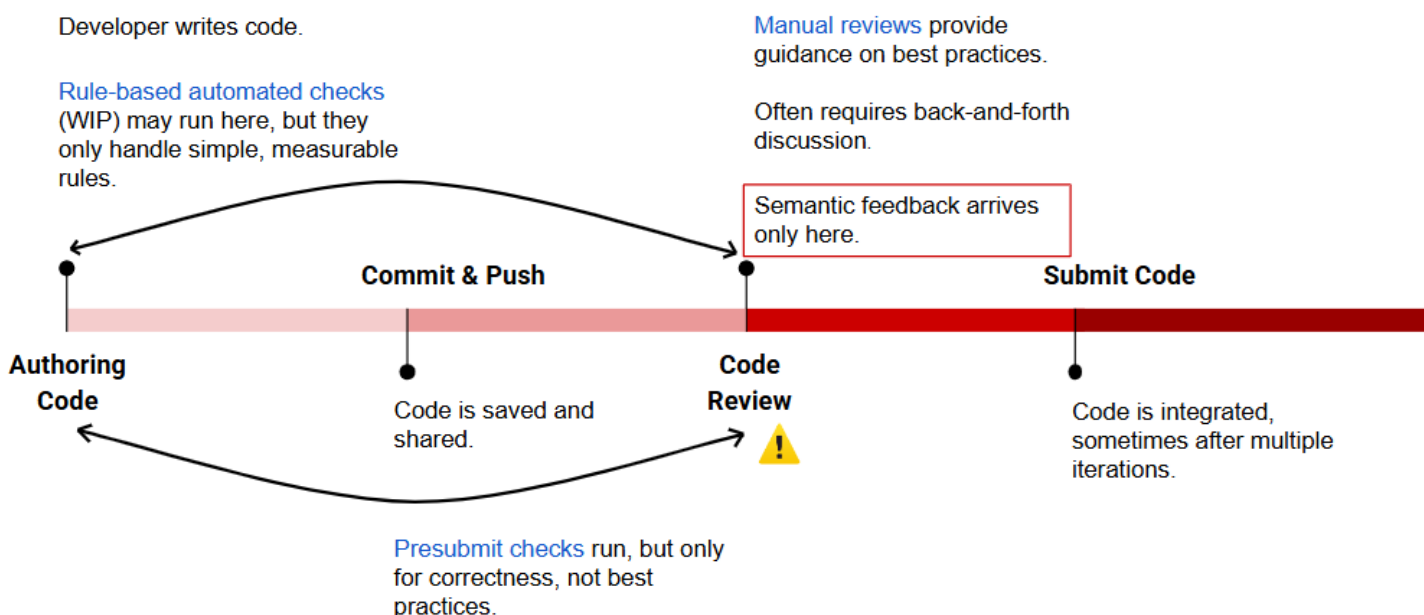 Developer writes code.
Rule-based automated checks
(WIP) may run here, but they
only handle simple, measurable
rules.
Manual reviews provide
guidance on best practices.
Often requires back-and-forth
discussion.
Semantic feedback arrives
only here.
Commit & Push
Submit Code
Authoring
Code
Code is saved and
shared.
Code
Review
Code is integrated,
sometimes after multiple
iterations.
Presubmit checks run, but only
for correctness, not best
practices.